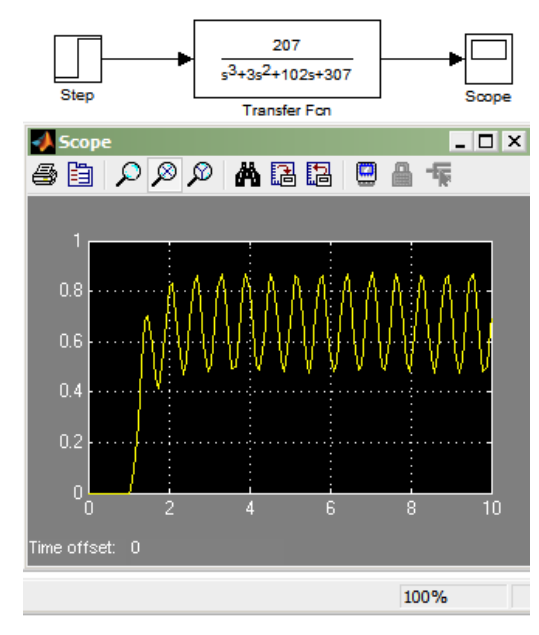 207
s3+3s2+102s+307
Step
Transfer Fcn
Scope
Scope
1
0.8
0.6
0.4
0.2
0
0 2 4 6 8 10
Time offset: 0
100%